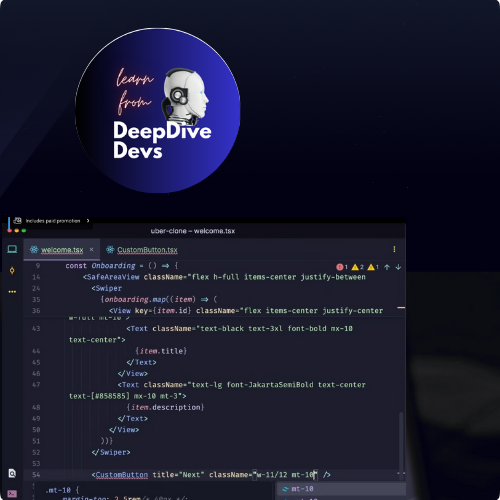 learn
from
DeepDive
Devs
Includes paid promotion >
uber-clone – welcome.tsx
welcome.tsx × CustomButton.tsx
9 const Onboarding = () => {
14 <SafeAreaView className="flex h-full items-center justify-between
24 <Swiper
35 {onboarding.map((item) => (
36 <View key={item.id} className="flex items-center justify-center
w-full mt-10">
43 <Text className="text-black text-3xl font-bold mx-10
text-center">
44 {item.title}
45 </Text>
46 </View>
47 <Text className="text-lg font-JakartaSemiBold text-center
text-[#858585] mx-10 mt-3">
48 {item.description}
49 </Text>
50 </View>
51 ))}
52 </Swiper>
53
54 <CustomButton title="Next" className="w-11/12 mt-10" />
.mt-10 { mt-10
margin-top: 2.5rem